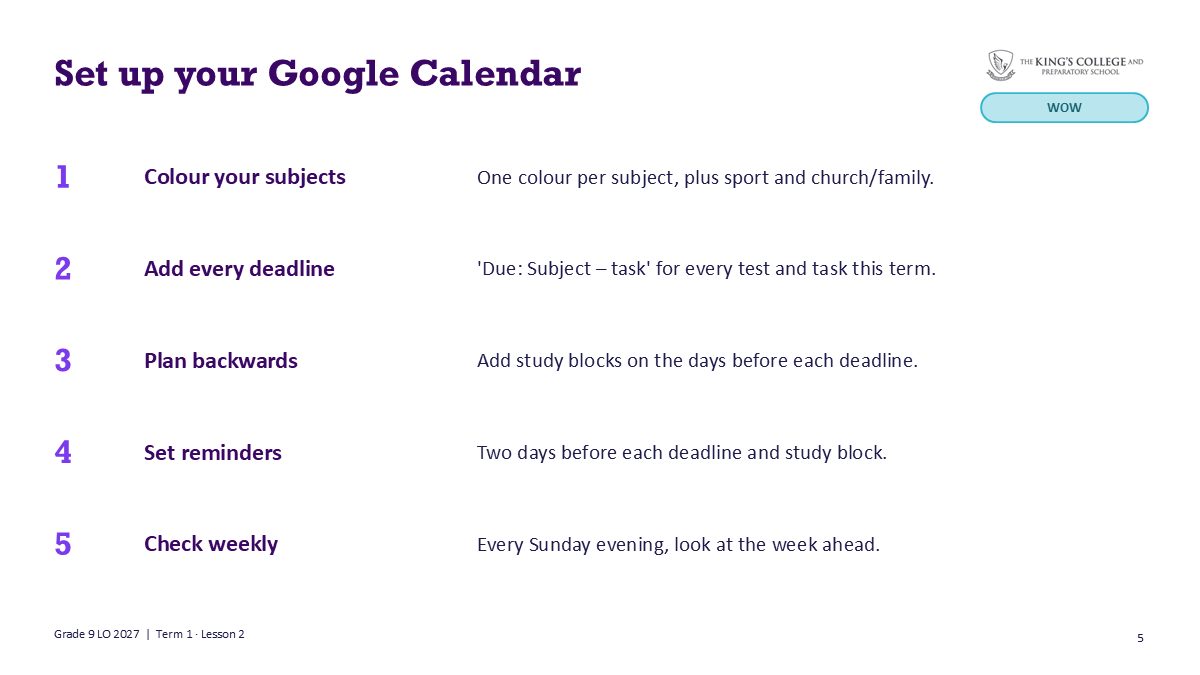 Set up your Google Calendar
THE KING'S COLLEGE AND
PREPARATORY SCHOOL
WOW
1 Colour your subjects One colour per subject, plus sport and church/family.
2 Add every deadline 'Due: Subject – task' for every test and task this term.
3 Plan backwards Add study blocks on the days before each deadline.
4 Set reminders Two days before each deadline and study block.
5 Check weekly Every Sunday evening, look at the week ahead.
Grade 9 LO 2027 | Term 1 · Lesson 2
5